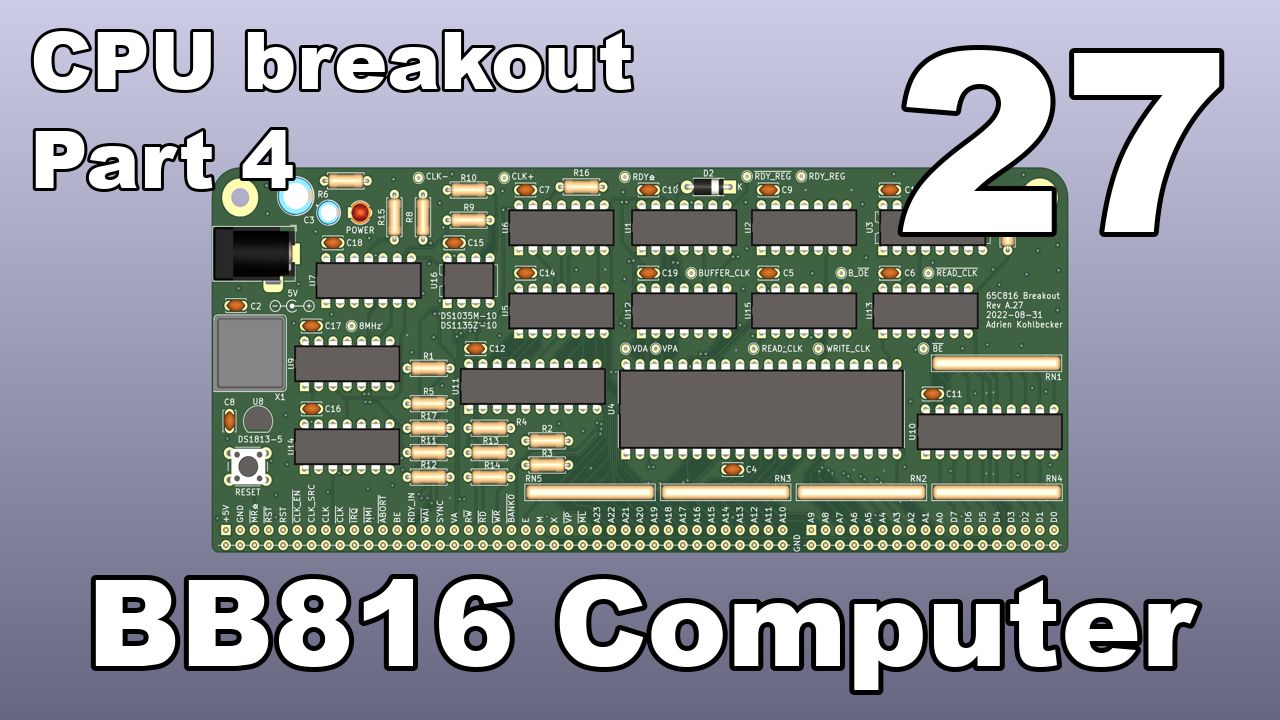 CPU breakout
Part 4
27
R6
C3
POWER
R15
R8
CLK-
R10
R9
CLK+
C7
R16
RDY
C10
D2
K
RDY_REG
RDY_REG
C9
U6
U1
U2
U3
C18
C15
U7
U16
C14
C19
BUFFER_CLK
C5
B_OE
C6
READ_CLK
C2
5V
DS1035M-10
DS1135Z-10
U5
U12
U15
U13
65C816 Breakout
Rev A.27
2022-08-31
Adrien Kohlbecker
C17
8MHz
C12
VDA
VPA
READ_CLK
WRITE_CLK
BE
U9
R1
X1
U11
U4
RN1
C8
U8
C16
R5
C11
DS1813-5
R17
R4
R2
U10
U14
R11
R13
R3
R12
R14
C4
RESET
RN5
RN3
RN2
RN4
+5V
GND
MR
RST
RST
CLK_EN
CLK_SRC
CLK
CLK
IRQ
NMI
ABORT
BE
RDY_IN
WAI
SYNC
VA
RW
RD
WR
BANK0
E
M
X
VP
ML
A23
A22
A21
A20
A19
A18
A17
A16
A15
A14
A13
A12
A11
A10
GND
A9
A8
A7
A6
A5
A4
A3
A2
A1
A0
D7
D6
D5
D4
D3
D2
D1
D0
BB816 Computer